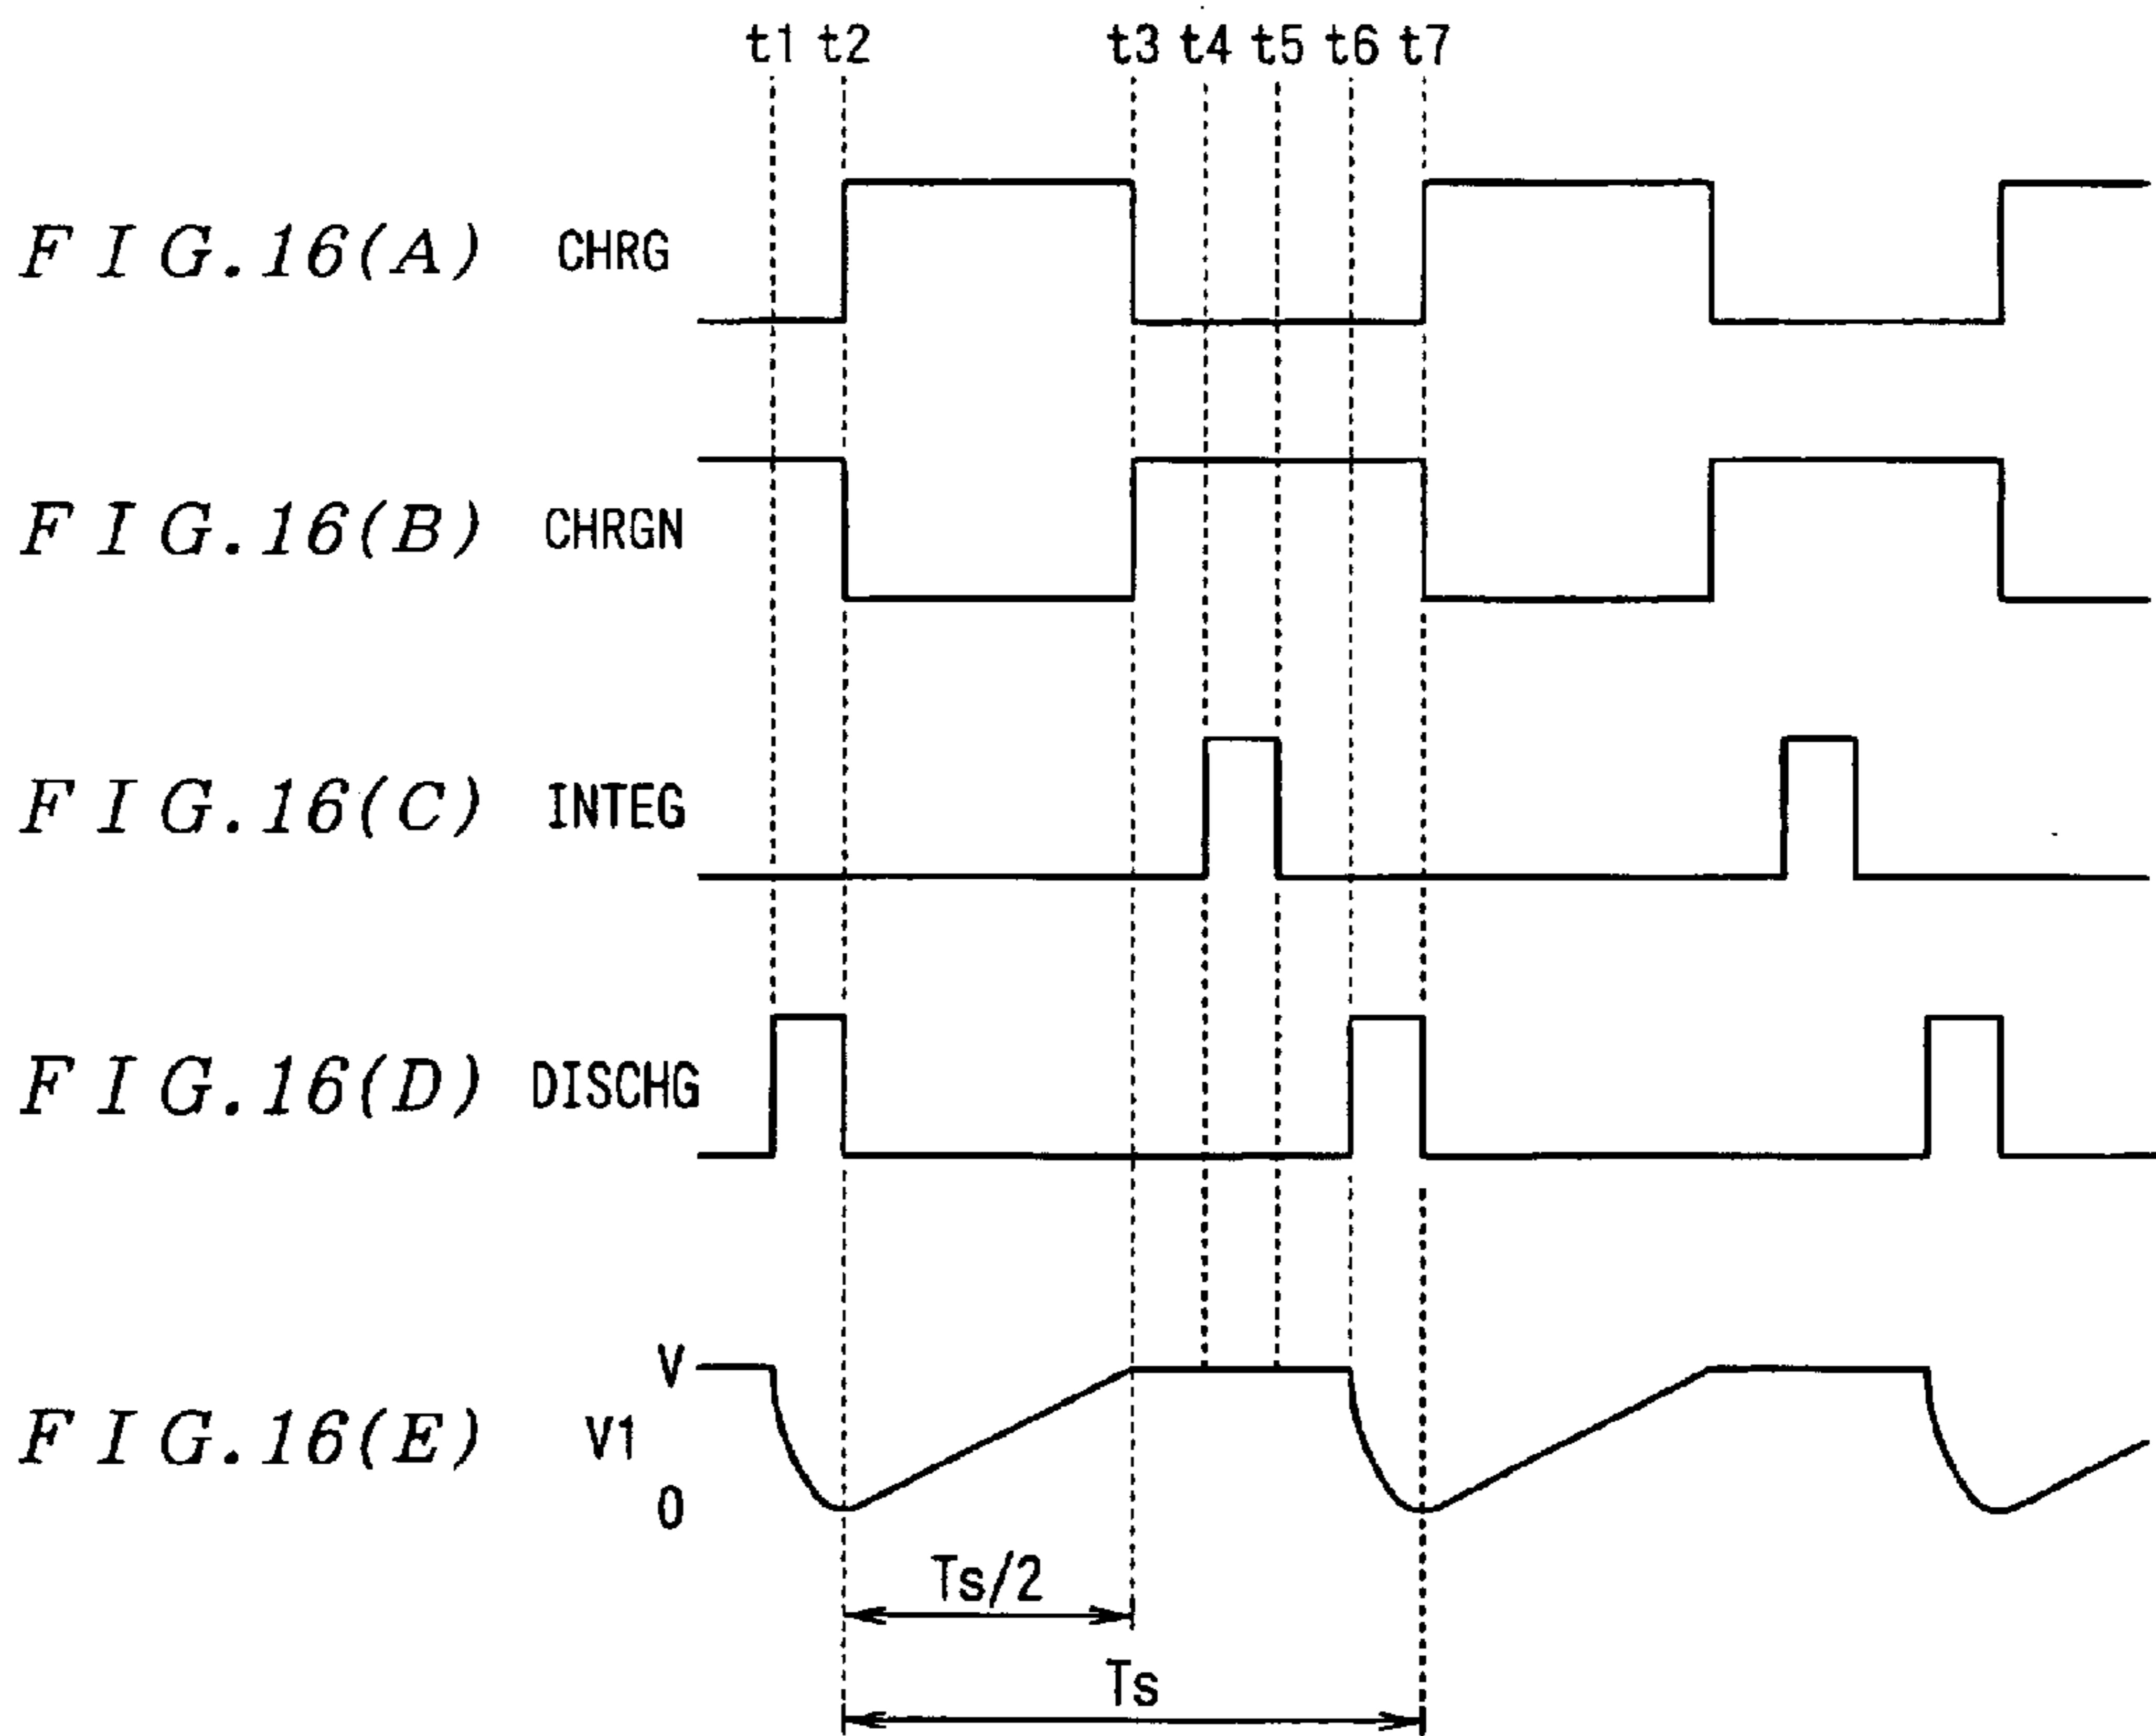 t1 t2 t3 t4 t5 t6 t7
FIG.16(A) CHRG
FIG.16(B) CHRGN
FIG.16(C) INTEG
FIG.16(D) DISCHG
V
FIG.16(E) V1
0
Ts/2
Ts